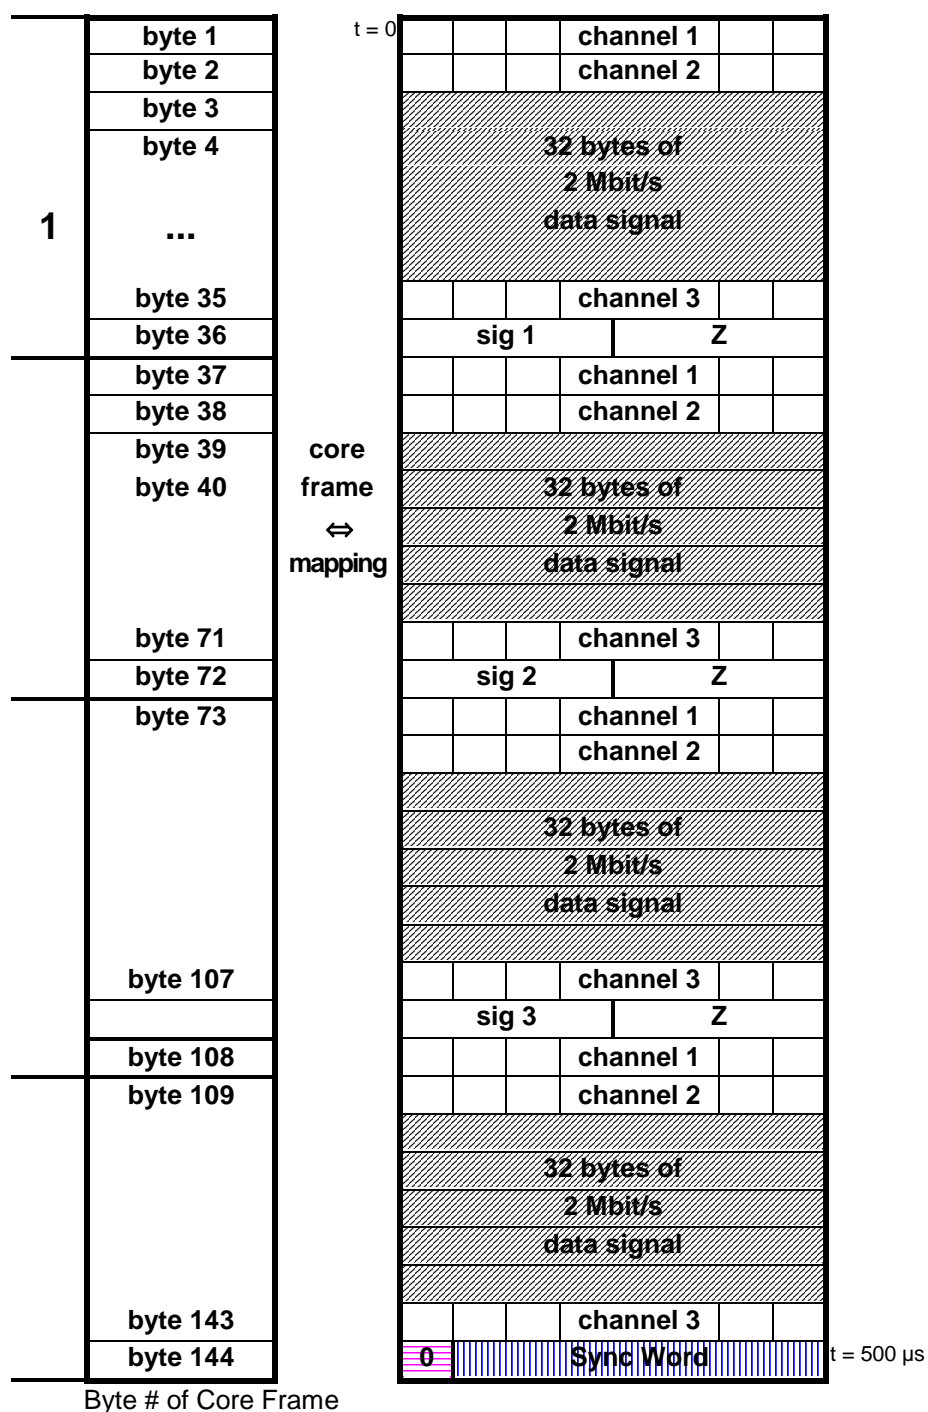 byte 1 t = 0 channel 1
byte 2 channel 2
byte 3
byte 4 32 bytes of
2 Mbit/s
1 ... data signal
byte 35 channel 3
byte 36 sig 1 Z
byte 37 channel 1
byte 38 channel 2
byte 39 core
byte 40 frame 32 bytes of
⇔ 2 Mbit/s
mapping data signal
byte 71 channel 3
byte 72 sig 2 Z
byte 73 channel 1
channel 2
32 bytes of
2 Mbit/s
data signal
byte 107 channel 3
sig 3 Z
byte 108 channel 1
byte 109 channel 2
32 bytes of
2 Mbit/s
data signal
byte 143 channel 3
byte 144 0 Sync Word t = 500 µs
Byte # of Core Frame